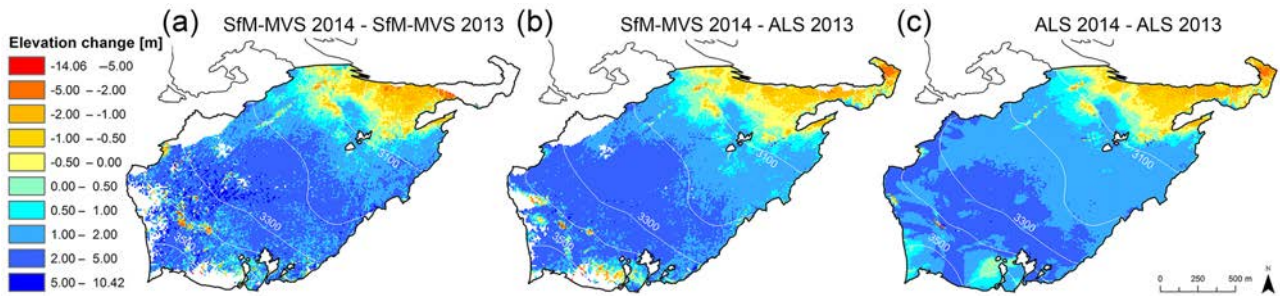 (a) SfM-MVS 2014 - SfM-MVS 2013
(b) SfM-MVS 2014 - ALS 2013
(c) ALS 2014 - ALS 2013
Elevation change [m]
-14.06 –5.00
-5.00 – -2.00
-2.00 – -1.00
-1.00 – -0.50
-0.50 – 0.00
0.00 – 0.50
0.50 – 1.00
1.00 – 2.00
2.00 – 5.00
5.00 – 10.42
3100
3300
3500
3100
3300
3500
3100
3300
3500
0 250 500 m
N